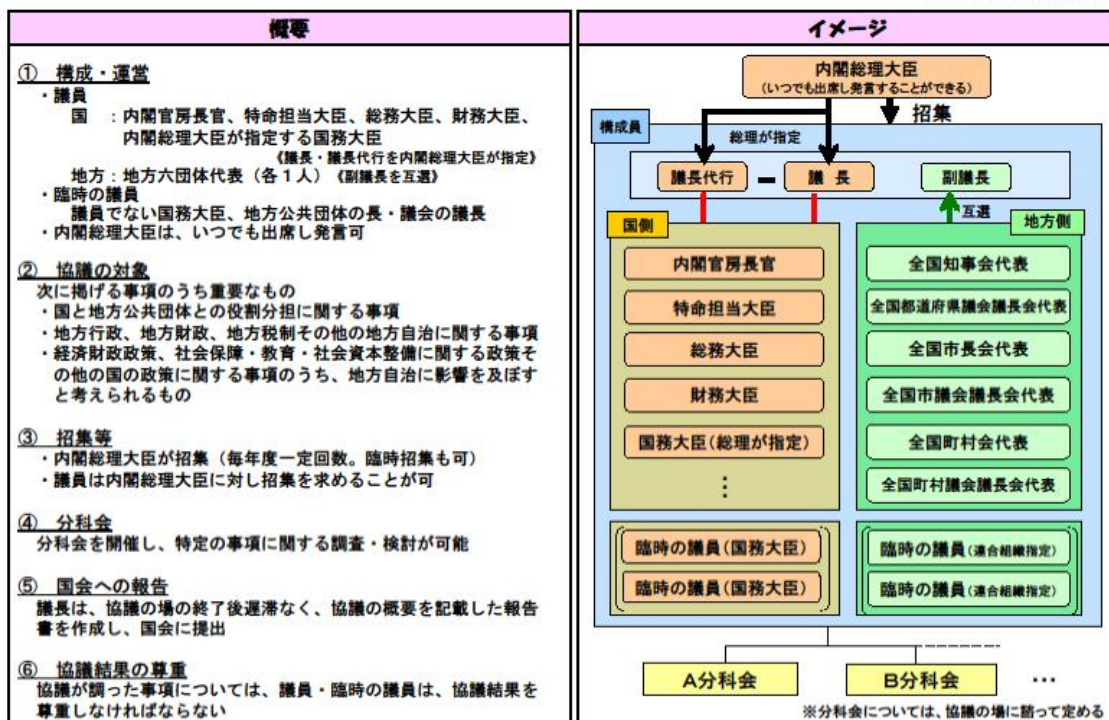 概要
① 構成・運営
・議員
国 ：内閣官房長官、特命担当大臣、総務大臣、財務大臣、
内閣総理大臣が指定する国務大臣
《議長・議長代行を内閣総理大臣が指定》
地方：地方六団体代表（各１人）《副議長を互選》
・臨時の議員
議員でない国務大臣、地方公共団体の長・議会の議長
・内閣総理大臣は、いつでも出席し発言可
② 協議の対象
次に掲げる事項のうち重要なもの
・国と地方公共団体との役割分担に関する事項
・地方行政、地方財政、地方税制その他の地方自治に関する事項
・経済財政政策、社会保障・教育・社会資本整備に関する政策そ
の他の国の政策に関する事項のうち、地方自治に影響を及ぼす
と考えられるもの
③ 招集等
・内閣総理大臣が招集（毎年度一定回数。臨時招集も可）
・議員は内閣総理大臣に対し招集を求めることが可
④ 分科会
分科会を開催し、特定の事項に関する調査・検討が可能
⑤ 国会への報告
議長は、協議の場の終了後遅滞なく、協議の概要を記載した報告
書を作成し、国会に提出
⑥ 協議結果の尊重
協議が調った事項については、議員・臨時の議員は、協議結果を
尊重しなければならない
イメージ
内閣総理大臣
（いつでも出席し発言することができる）
招集
構成員
総理が指定
議長代行
議 長
副議長
互選
国側
地方側
内閣官房長官
特命担当大臣
総務大臣
財務大臣
国務大臣（総理が指定）
⋮
全国知事会代表
全国都道府県議会議長会代表
全国市長会代表
全国市議会議長会代表
全国町村会代表
全国町村議会議長会代表
臨時の議員（国務大臣）
臨時の議員（国務大臣）
臨時の議員（連合組織指定）
臨時の議員（連合組織指定）
A分科会
B分科会
…
※分科会については、協議の場に諮って定める